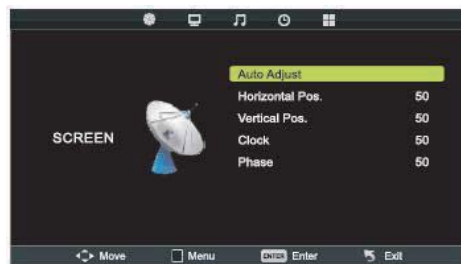 Auto Adjust
Horizontal Pos. 50
Vertical Pos. 50
SCREEN
Clock 50
Phase 50
Move Menu ENTER Enter Exit